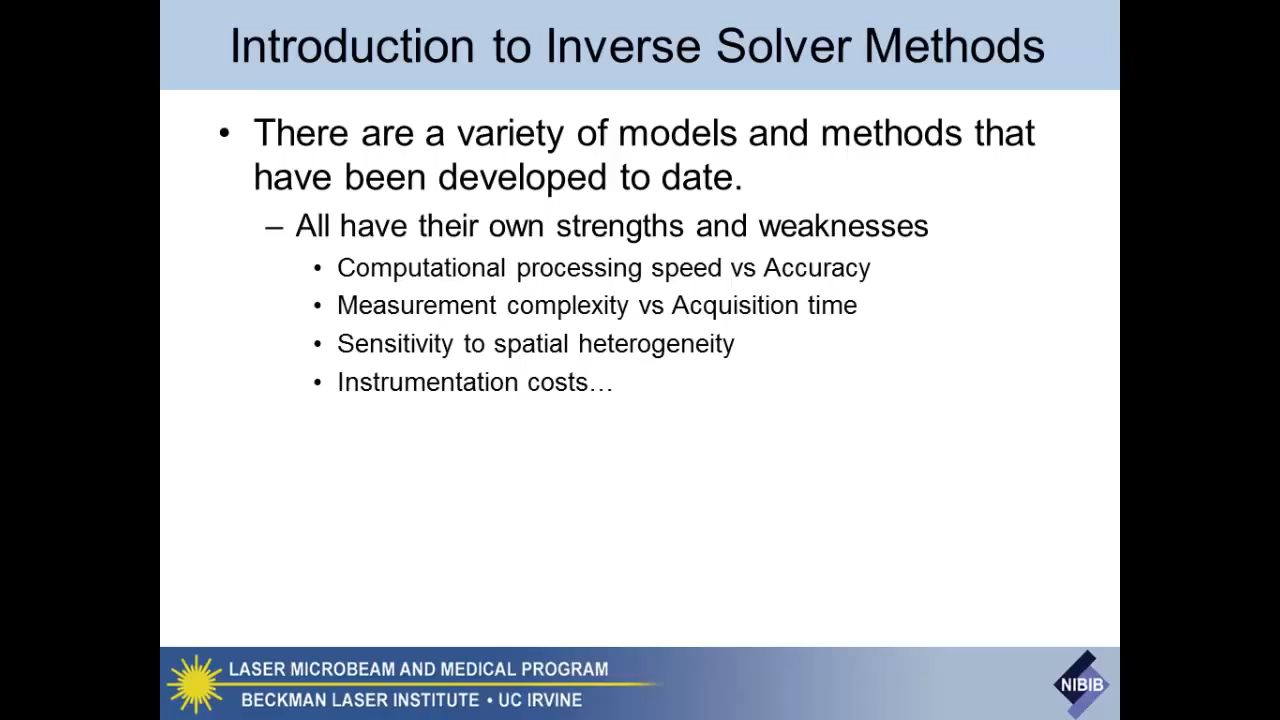 Introduction to Inverse Solver Methods
• There are a variety of models and methods that
have been developed to date.
– All have their own strengths and weaknesses
• Computational processing speed vs Accuracy
• Measurement complexity vs Acquisition time
• Sensitivity to spatial heterogeneity
• Instrumentation costs…
LASER MICROBEAM AND MEDICAL PROGRAM
BECKMAN LASER INSTITUTE • UC IRVINE
NIBIB